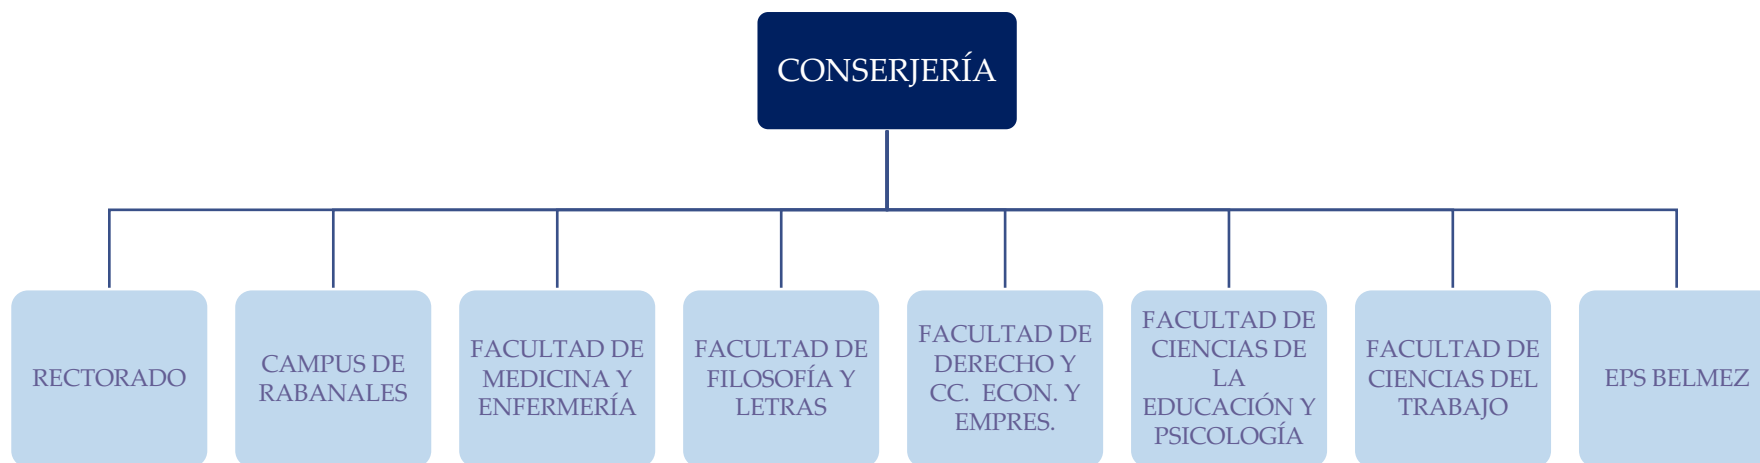 CONSERJERÍA
RECTORADO
CAMPUS DE
RABANALES
FACULTAD DE
MEDICINA Y
ENFERMERÍA
FACULTAD DE
FILOSOFÍA Y
LETRAS
FACULTAD DE
DERECHO Y
CC. ECON. Y
EMPRES.
FACULTAD DE
CIENCIAS DE
LA
EDUCACIÓN Y
PSICOLOGÍA
FACULTAD DE
CIENCIAS DEL
TRABAJO
EPS BELMEZ